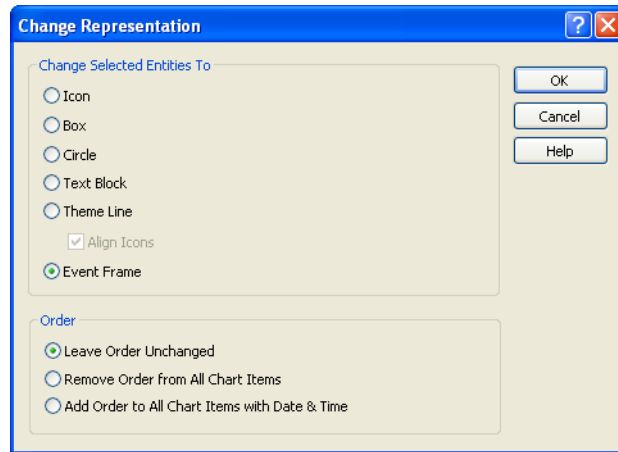 Change Representation
Change Selected Entities To
Icon
Box
Circle
Text Block
Theme Line
Align Icons
Event Frame
OK
Cancel
Help
Order
Leave Order Unchanged
Remove Order from All Chart Items
Add Order to All Chart Items with Date & Time